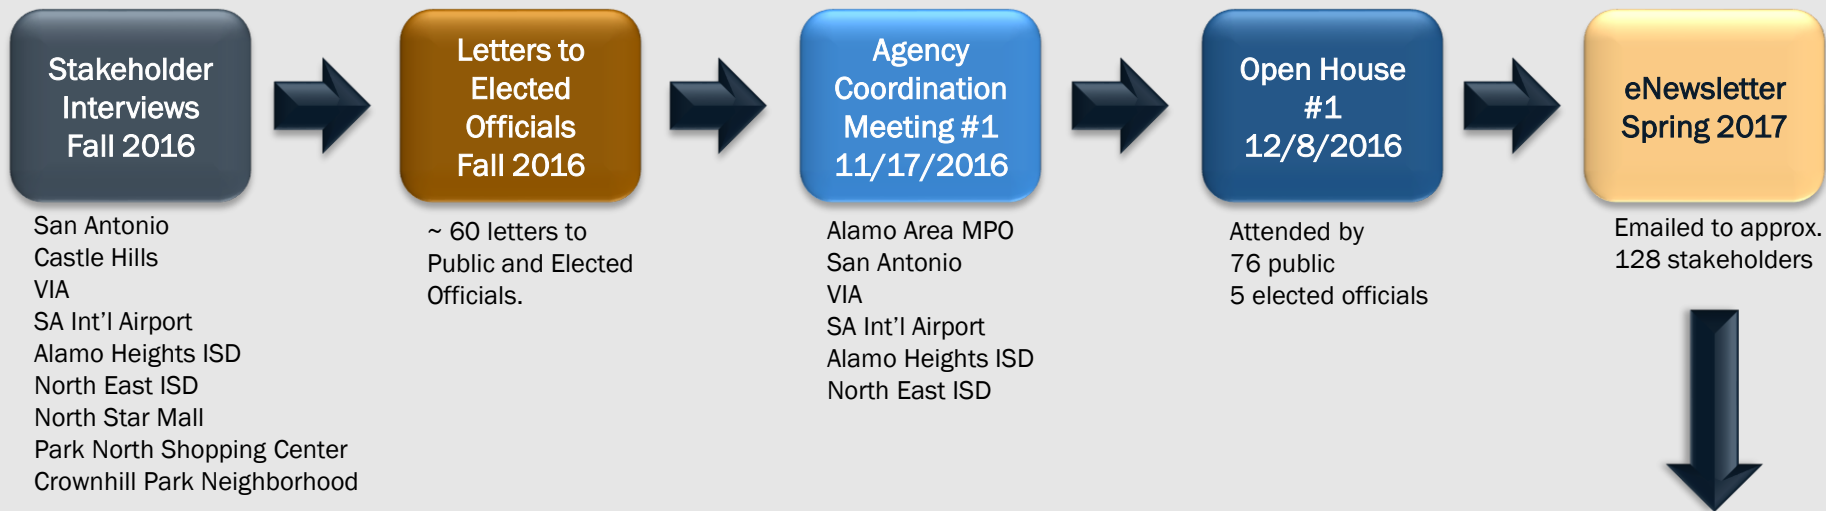 Stakeholder
Interviews
Fall 2016
San Antonio
Castle Hills
VIA
SA Int’l Airport
Alamo Heights ISD
North East ISD
North Star Mall
Park North Shopping Center
Crownhill Park Neighborhood
Letters to
Elected
Officials
Fall 2016
~ 60 letters to
Public and Elected
Officials.
Agency
Coordination
Meeting #1
11/17/2016
Alamo Area MPO
San Antonio
VIA
SA Int’l Airport
Alamo Heights ISD
North East ISD
Open House
#1
12/8/2016
Attended by
76 public
5 elected officials
eNewsletter
Spring 2017
Emailed to approx.
128 stakeholders